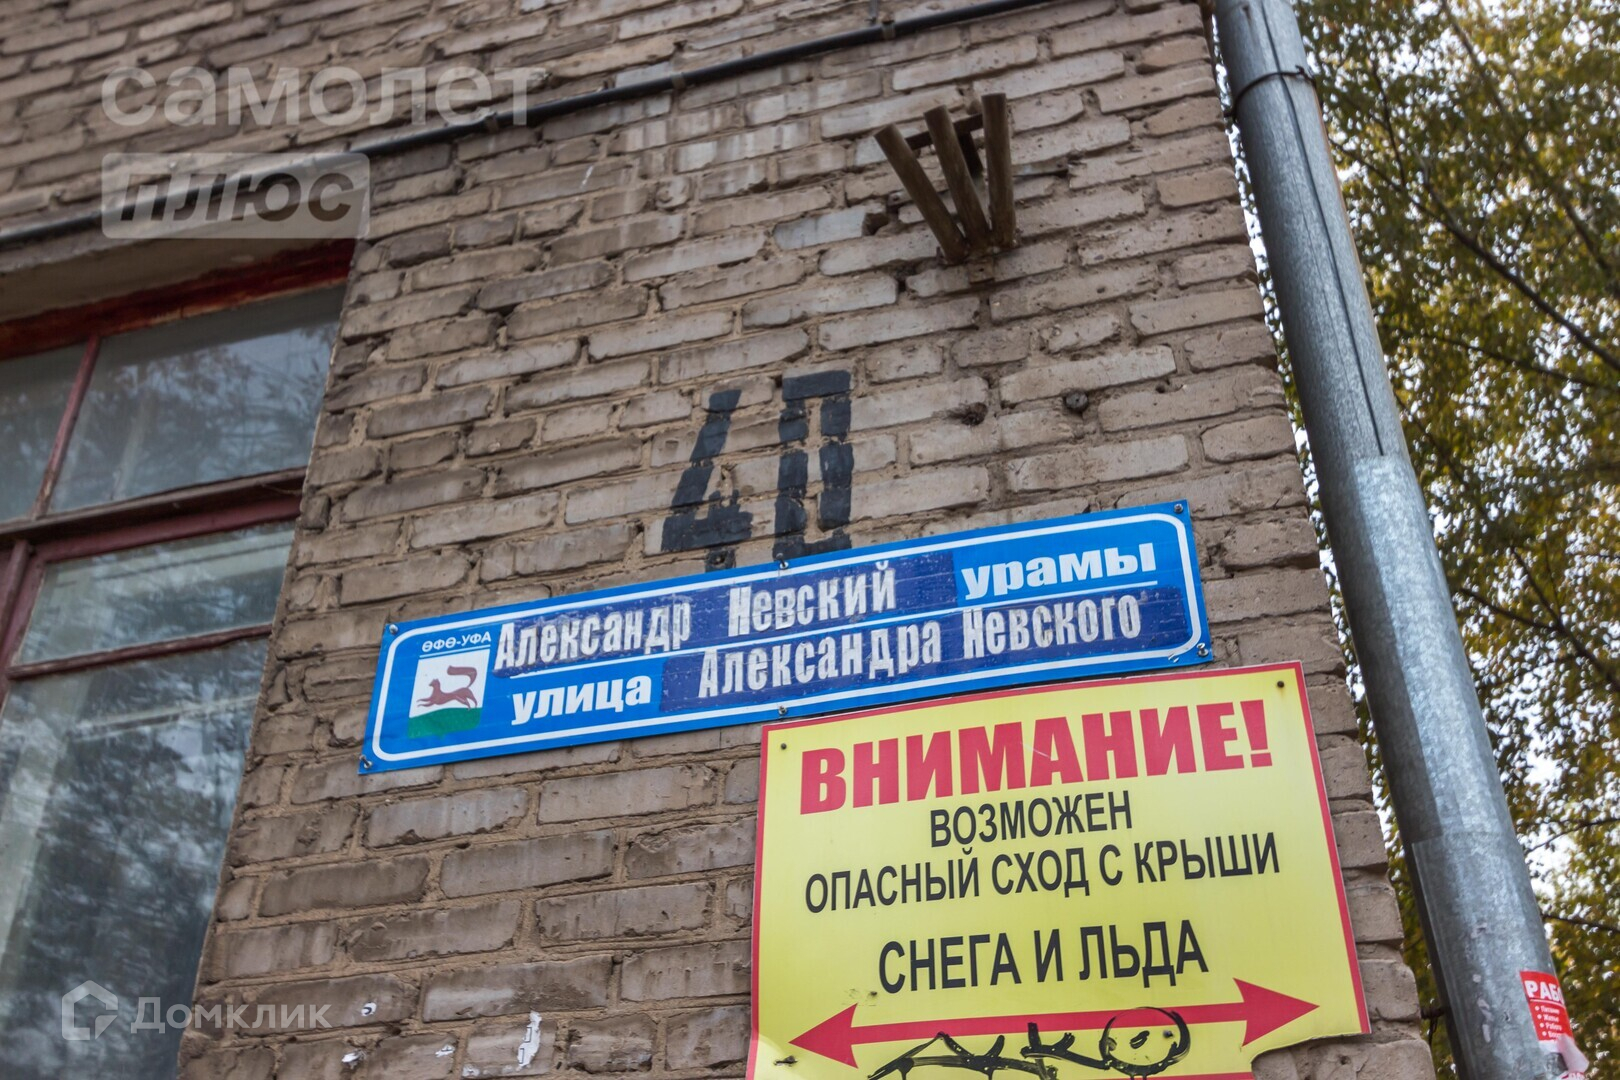 самолет
плюс
40
ӨФӨ-УФА
Александр Невский урамы
улица Александра Невского
ВНИМАНИЕ!
ВОЗМОЖЕН
ОПАСНЫЙ СХОД С КРЫШИ
СНЕГА И ЛЬДА
Домклик